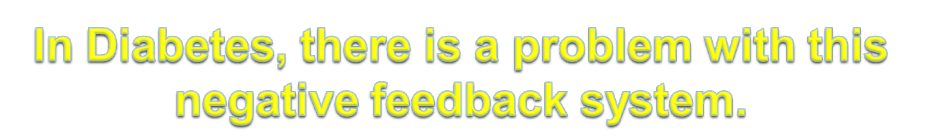 In Diabetes, there is a problem with this
negative feedback system.